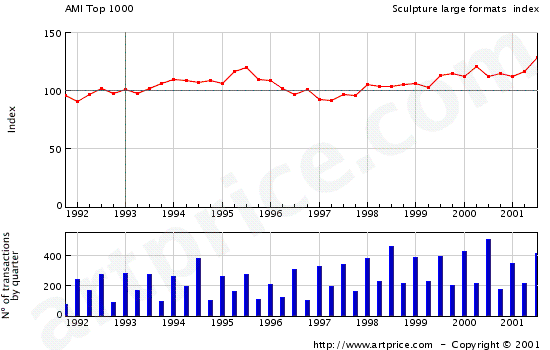 AMI Top 1000
Sculpture large formats index
150
100
50
0
Index
1992 1993 1994 1995 1996 1997 1998 1999 2000 2001
artprice.com
400
200
0
N° of transactions
by quarter
1992 1993 1994 1995 1996 1997 1998 1999 2000 2001
http://www.artprice.com - Copyright © 2001